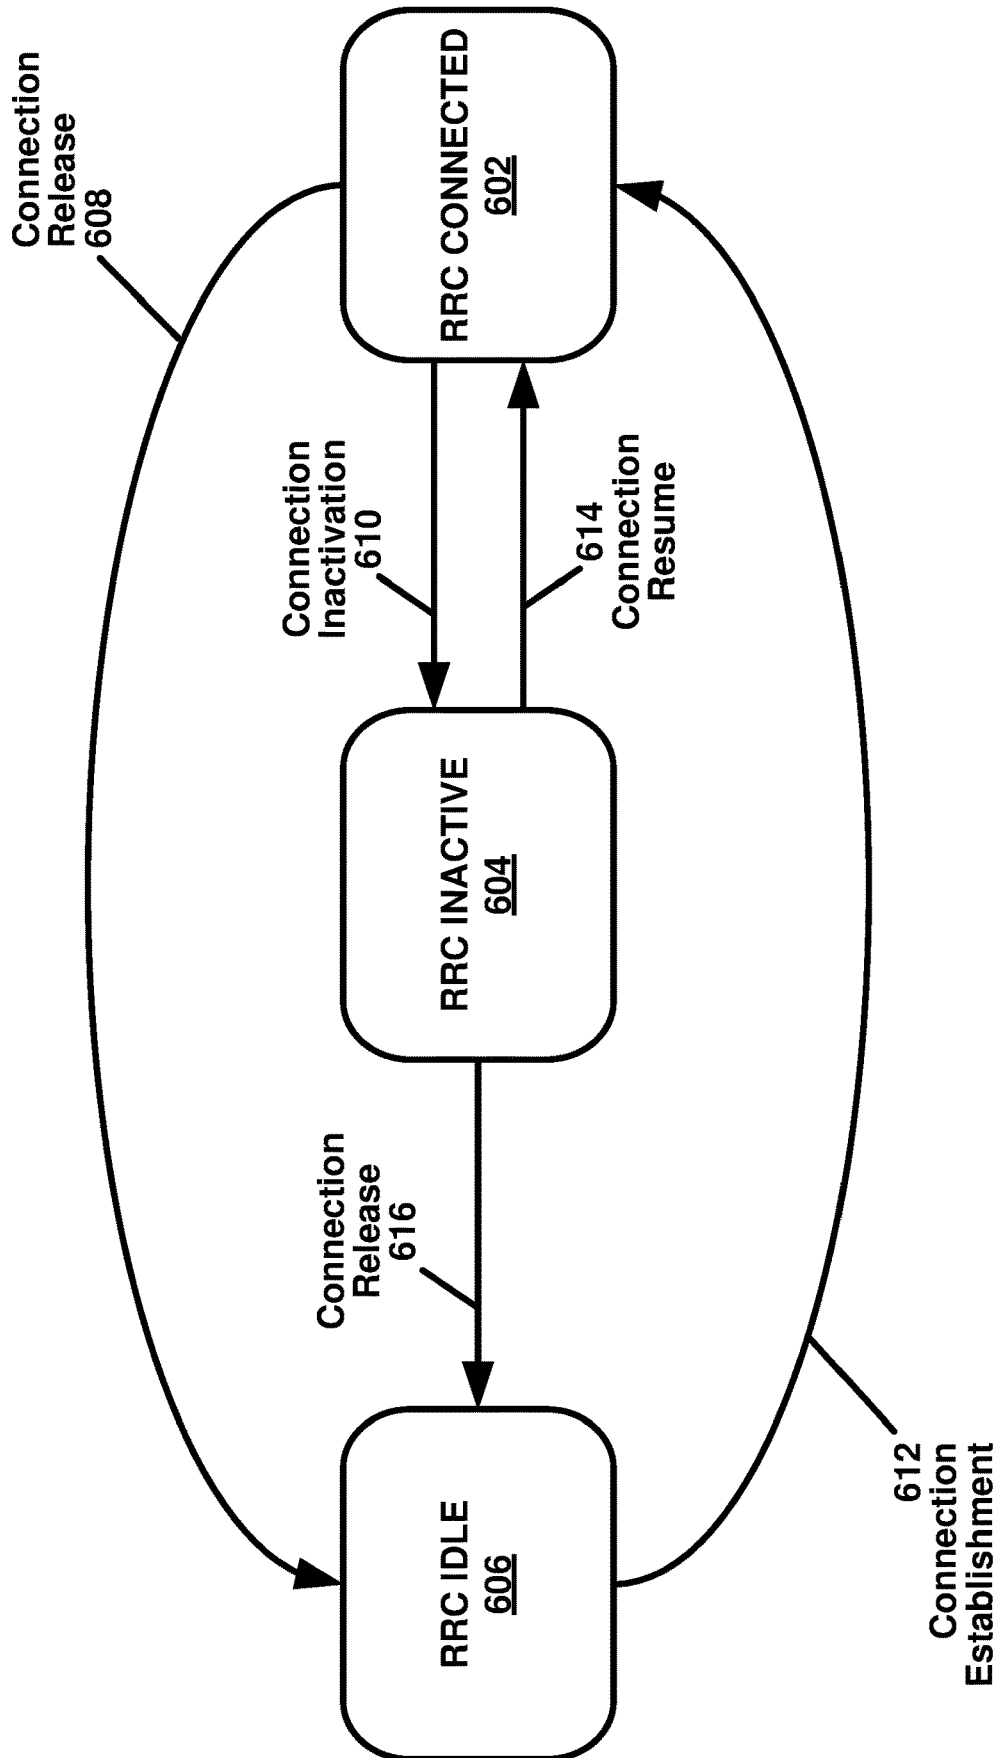 Connection
Release
608
RRC IDLE
606
Connection
Release
616
RRC INACTIVE
604
Connection
Inactivation
610
614
Connection
Resume
RRC CONNECTED
602
612
Connection
Establishment